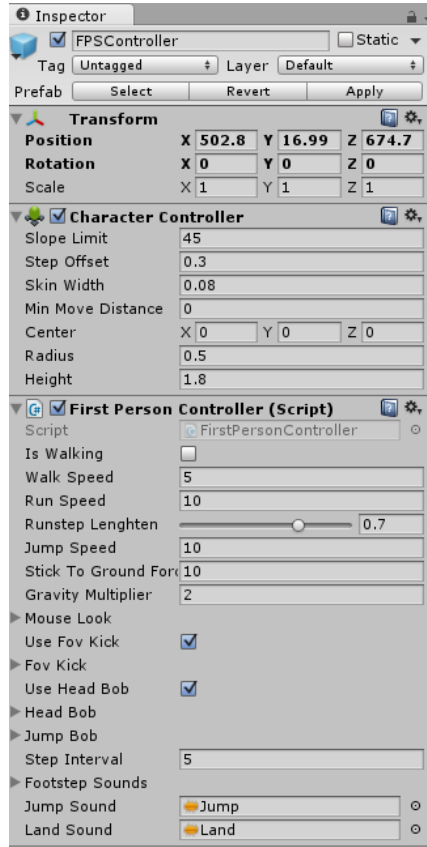 Inspector
FPSController Static
Tag Untagged Layer Default
Prefab Select Revert Apply
Transform
Position X 502.8 Y 16.99 Z 674.7
Rotation X 0 Y 0 Z 0
Scale X 1 Y 1 Z 1
Character Controller
Slope Limit 45
Step Offset 0.3
Skin Width 0.08
Min Move Distance 0
Center X 0 Y 0 Z 0
Radius 0.5
Height 1.8
First Person Controller (Script)
Script FirstPersonController
Is Walking
Walk Speed 5
Run Speed 10
Runstep Lenghten 0.7
Jump Speed 10
Stick To Ground Forc 10
Gravity Multiplier 2
Mouse Look
Use Fov Kick
Fov Kick
Use Head Bob
Head Bob
Jump Bob
Step Interval 5
Footstep Sounds
Jump Sound Jump
Land Sound Land